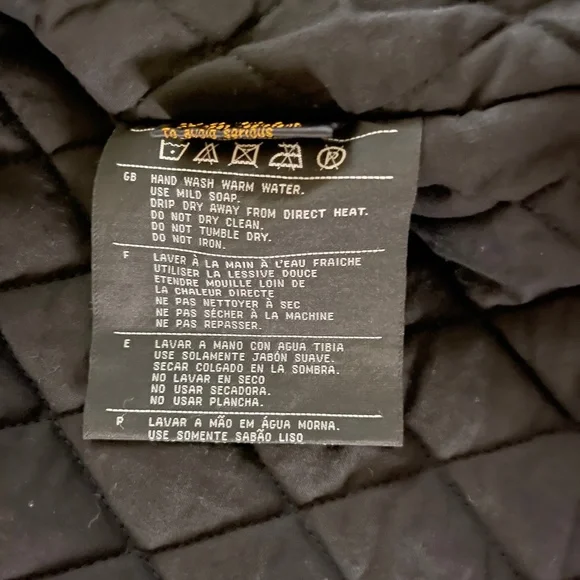 To avoid serious
GB HAND WASH WARM WATER.
USE MILD SOAP.
DRIP DRY AWAY FROM DIRECT HEAT.
DO NOT DRY CLEAN.
DO NOT TUMBLE DRY.
DO NOT IRON.
F LAVER À LA MAIN À L'EAU FRAICHE
UTILISER LA LESSIVE DOUCE
ETENDRE MOUILLE LOIN DE
LA CHALEUR DIRECTE
NE PAS NETTOYER À SEC
NE PAS SÉCHER À LA MACHINE
NE PAS REPASSER.
E LAVAR A MANO CON AGUA TIBIA
USE SOLAMENTE JABÓN SUAVE.
SECAR COLGADO EN LA SOMBRA.
NO LAVAR EN SECO
NO USAR SECADORA.
NO USAR PLANCHA.
P LAVAR A MÃO EM ÁGUA MORNA.
USE SOMENTE SABÃO LISO